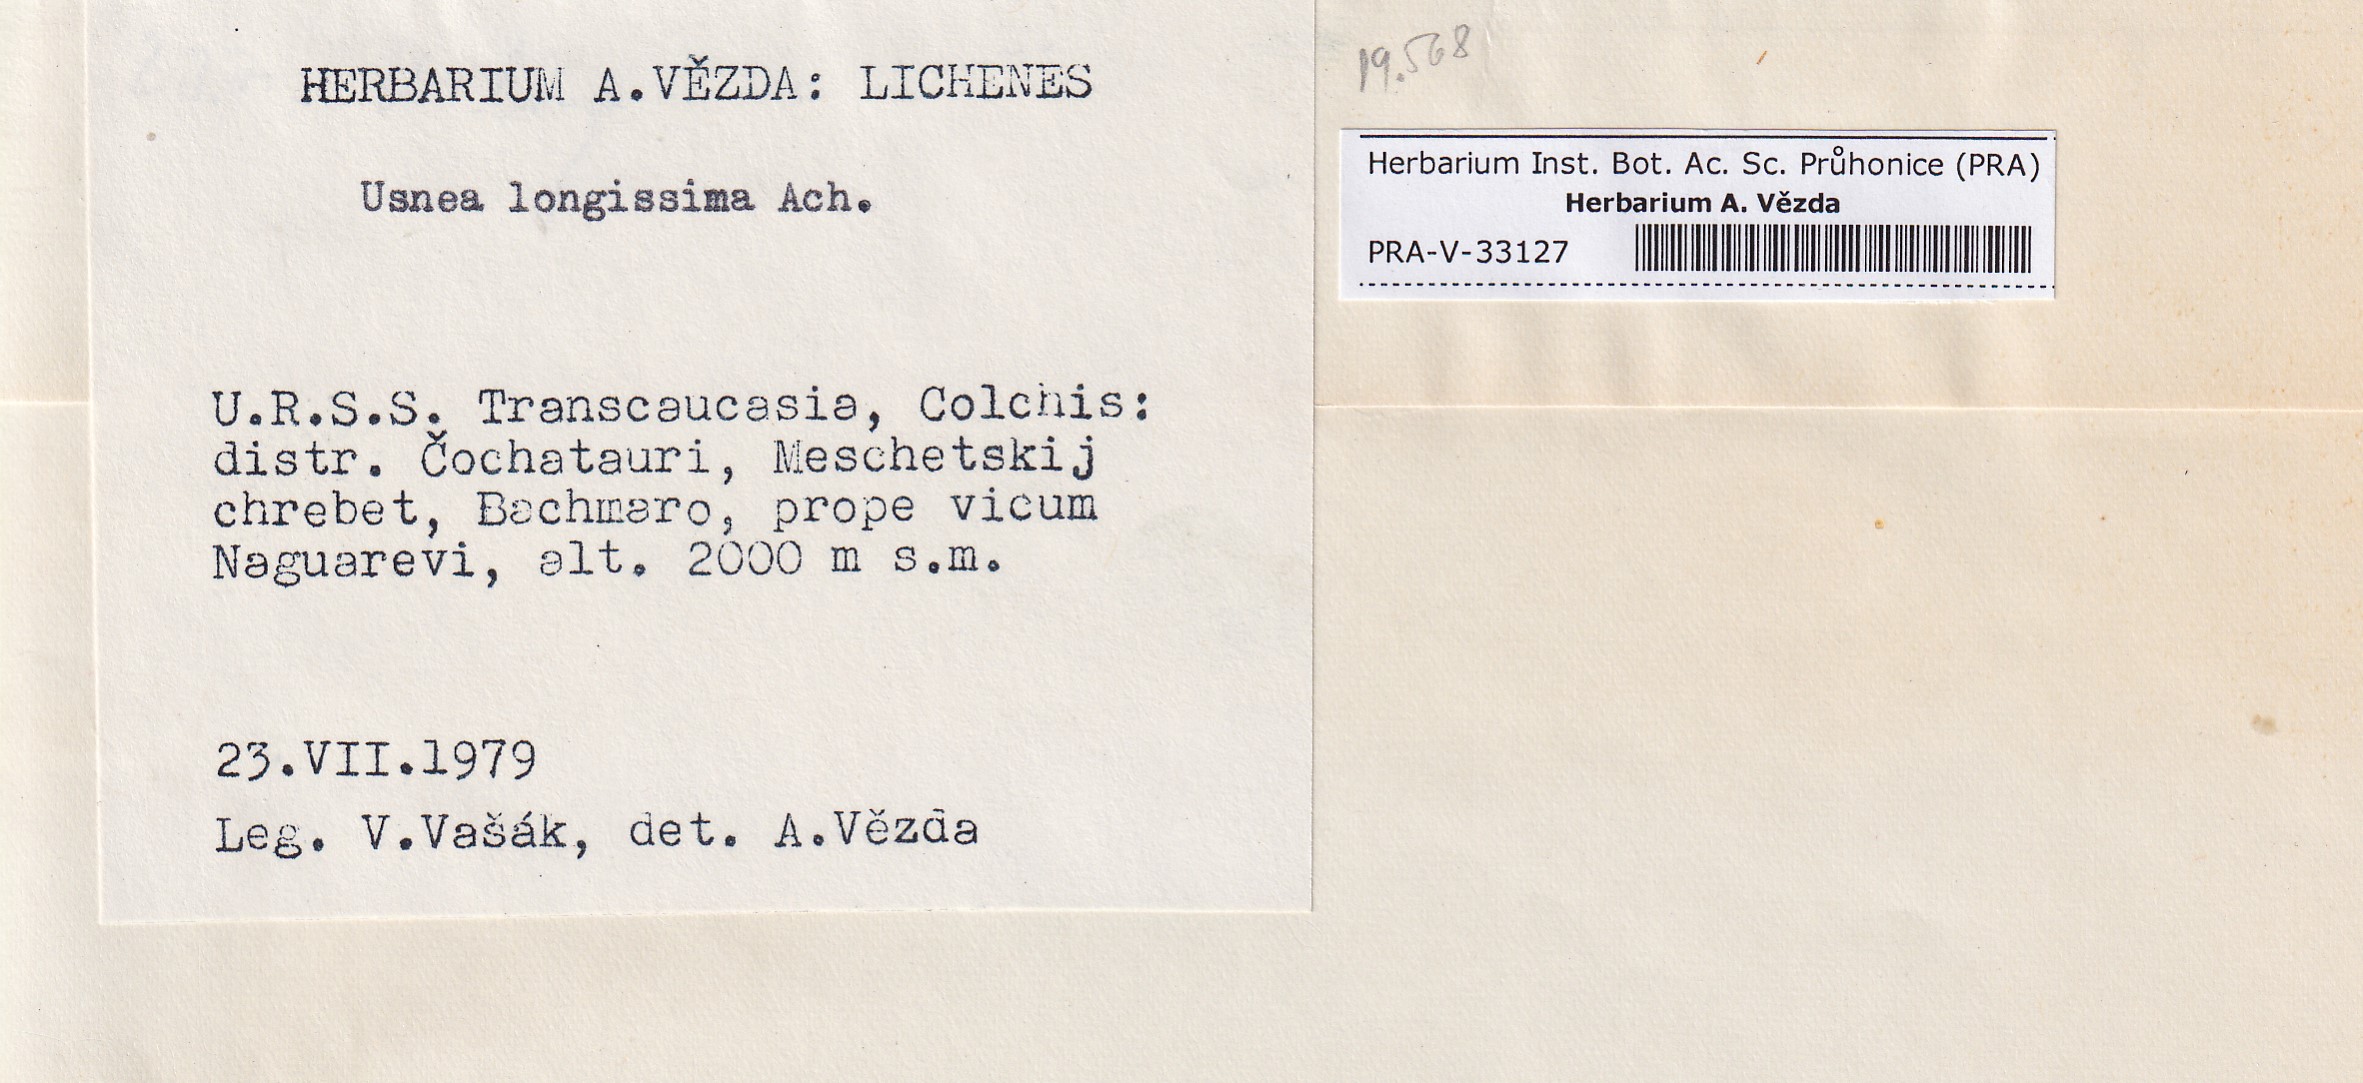 HERBARIUM A.VĚZDA: LICHENES
Usnea longissima Ach.
U.R.S.S. Transcaucasia, Colchis:
distr. Čochatauri, Meschetskij
chrebet, Bachmaro, prope vicum
Naguarevi, alt. 2000 m s.m.
23.VII.1979
Leg. V.Vašák, det. A.Vězda
19.568
Herbarium Inst. Bot. Ac. Sc. Průhonice (PRA)
Herbarium A. Vězda
PRA-V-33127